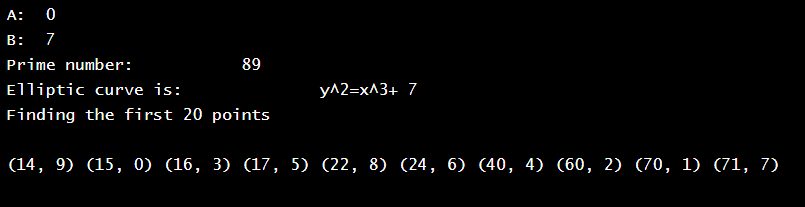 A: 0
B: 7
Prime number: 89
Elliptic curve is: y^2=x^3+ 7
Finding the first 20 points
(14, 9) (15, 0) (16, 3) (17, 5) (22, 8) (24, 6) (40, 4) (60, 2) (70, 1) (71, 7)